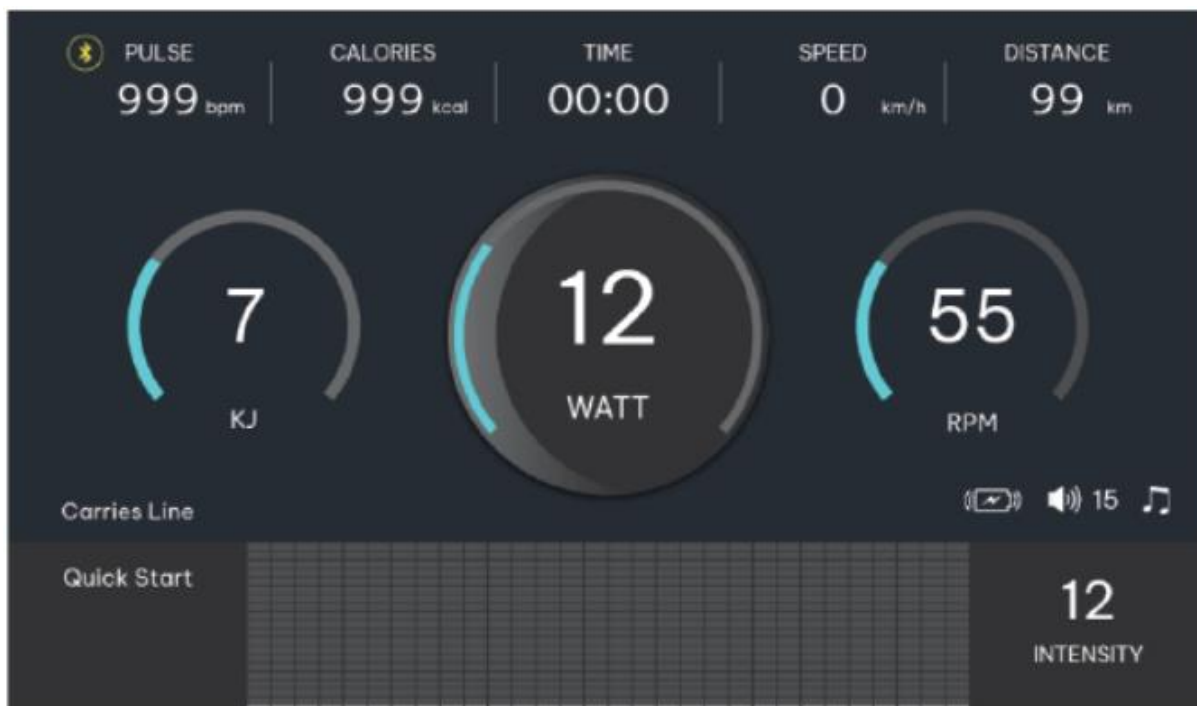 PULSE CALORIES TIME SPEED DISTANCE
999 bpm 999 kcal 00:00 0 km/h 99 km
7 12 55
KJ WATT RPM
15
Carries Line
Quick Start
12
INTENSITY